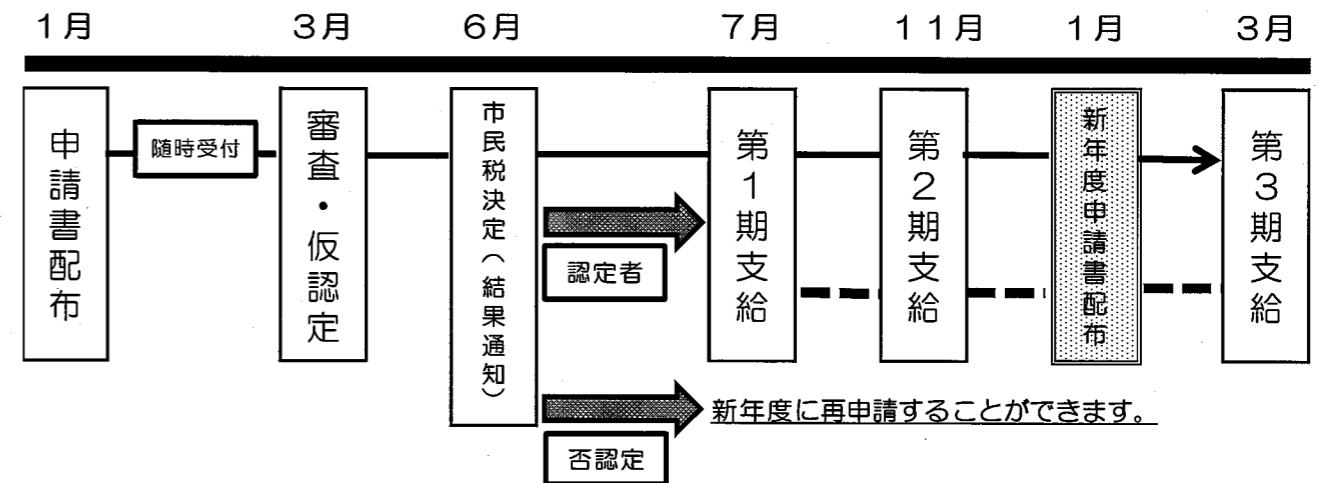 1月 3月 6月 7月 11月 1月 3月
申請書配布
随時受付
審査・仮認定
市民税決定(結果通知)
認定者
否認定
第1期支給
第2期支給
新年度申請書配布
第3期支給
新年度に再申請することができます。